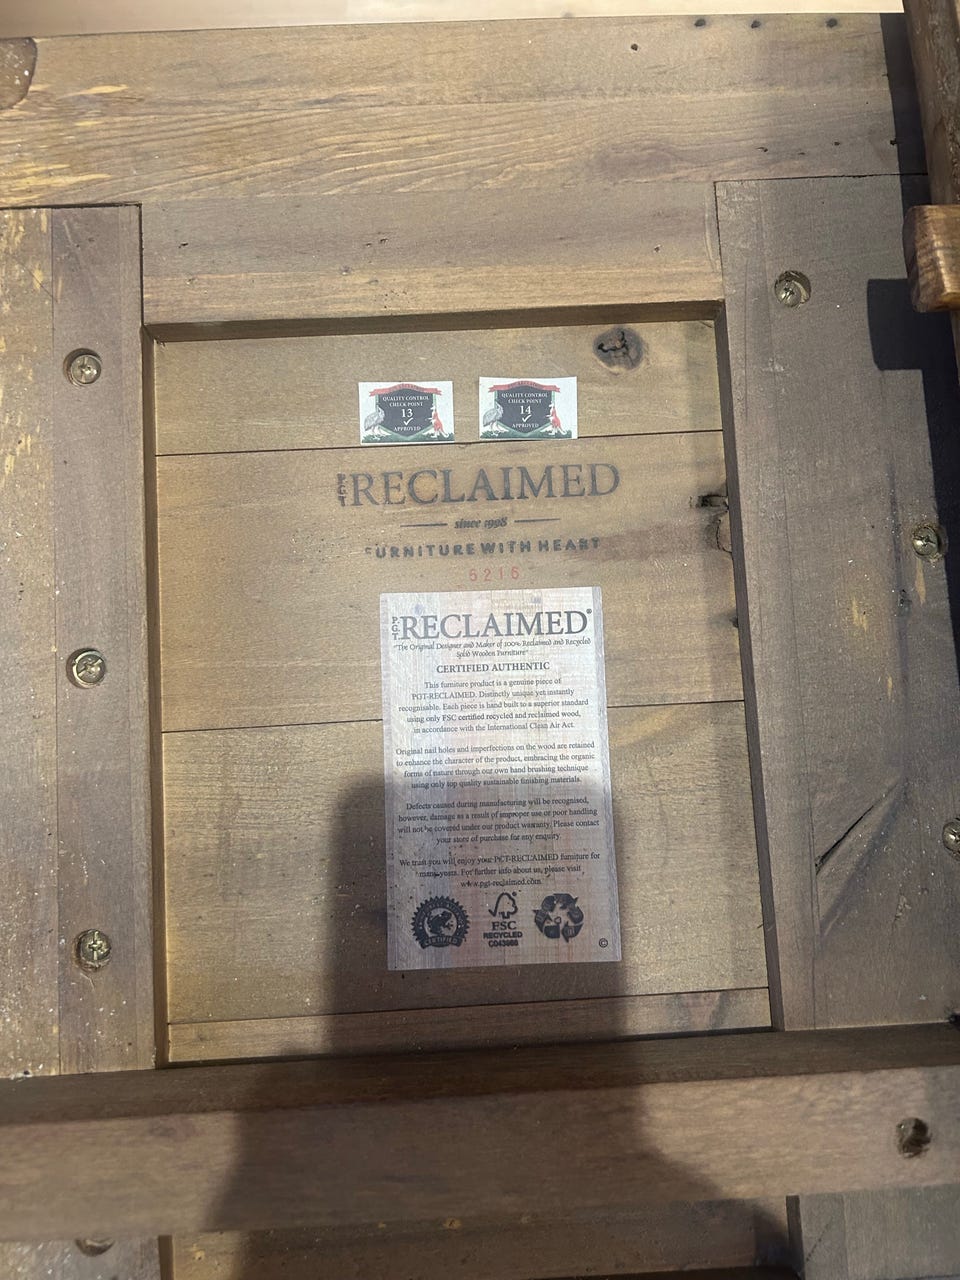 QUALITY CONTROL
CHECK POINT
13
APPROVED
QUALITY CONTROL
CHECK POINT
14
APPROVED
PGT RECLAIMED
since 1998
FURNITURE WITH HEART
5216
PGT RECLAIMED®
"The Original Designer and Maker of 100% Reclaimed and Recycled
Solid Wooden Furniture"
CERTIFIED AUTHENTIC
This furniture product is a genuine piece of
PGT-RECLAIMED. Distinctly unique yet instantly
recognisable. Each piece is hand built to a superior standard
using only FSC certified recycled and reclaimed wood,
in accordance with the International Clean Air Act.
Original nail holes and imperfections on the wood are retained
to enhance the character of the product, embracing the organic
forms of nature through our own hand brushing technique
using only top quality sustainable finishing materials.
Defects caused during manufacturing will be recognised,
however, damage as a result of improper use or poor handling
will not be covered under our product warranty. Please contact
your store of purchase for any enquiry.
We trust you will enjoy your PGT-RECLAIMED furniture for
many years. For further info about us, please visit
www.pgt-reclaimed.com
CERTIFIED
FSC
RECYCLED
C043988
©